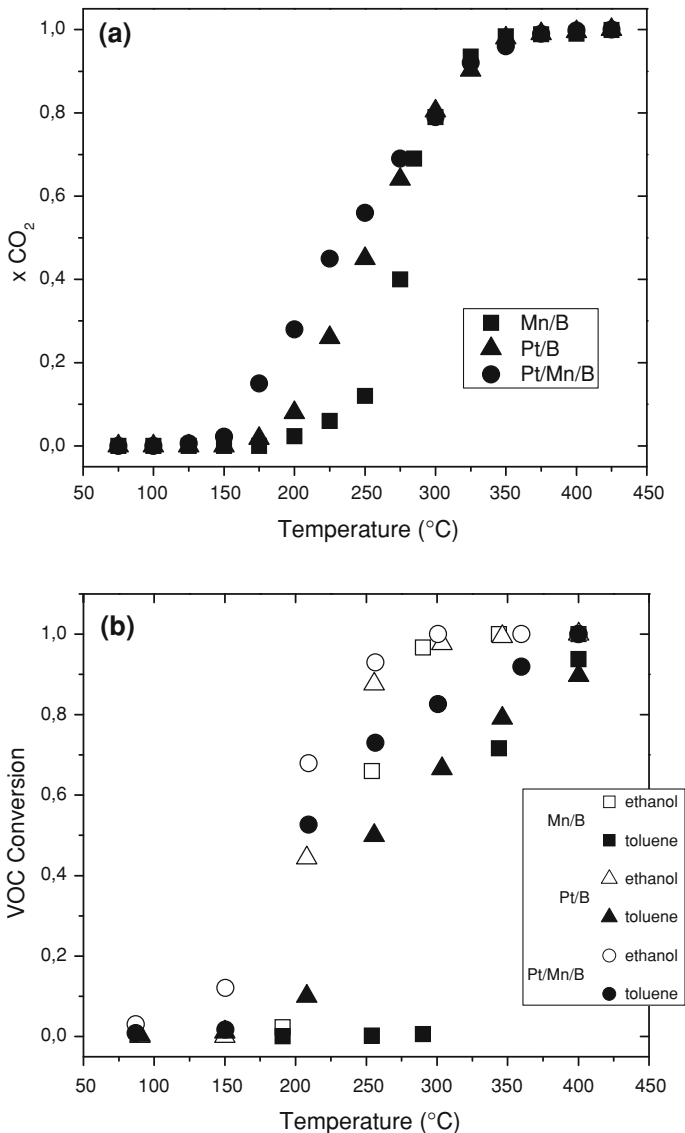 (a)
1,0
0,8
0,6
0,4
0,2
0,0
x CO₂
Mn/B
Pt/B
Pt/Mn/B
50 100 150 200 250 300 350 400 450
Temperature (°C)
(b)
1,0
0,8
0,6
0,4
0,2
0,0
VOC Conversion
ethanol
Mn/B
toluene
ethanol
Pt/B
toluene
ethanol
Pt/Mn/B
toluene
50 100 150 200 250 300 350 400 450
Temperature (°C)